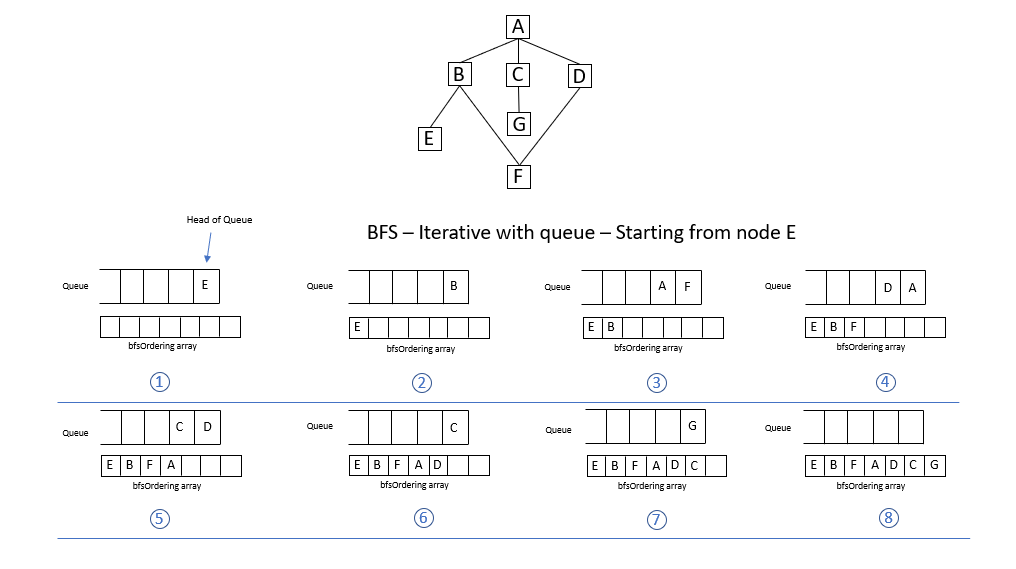 A
B C D
G
E
F
Head of Queue
BFS – Iterative with queue – Starting from node E
Queue E
bfsOrdering array
1
Queue B
E
bfsOrdering array
2
Queue A F
E B
bfsOrdering array
3
Queue D A
E B F
bfsOrdering array
4
Queue C D
E B F A
bfsOrdering array
5
Queue C
E B F A D
bfsOrdering array
6
Queue G
E B F A D C
bfsOrdering array
7
Queue
E B F A D C G
bfsOrdering array
8